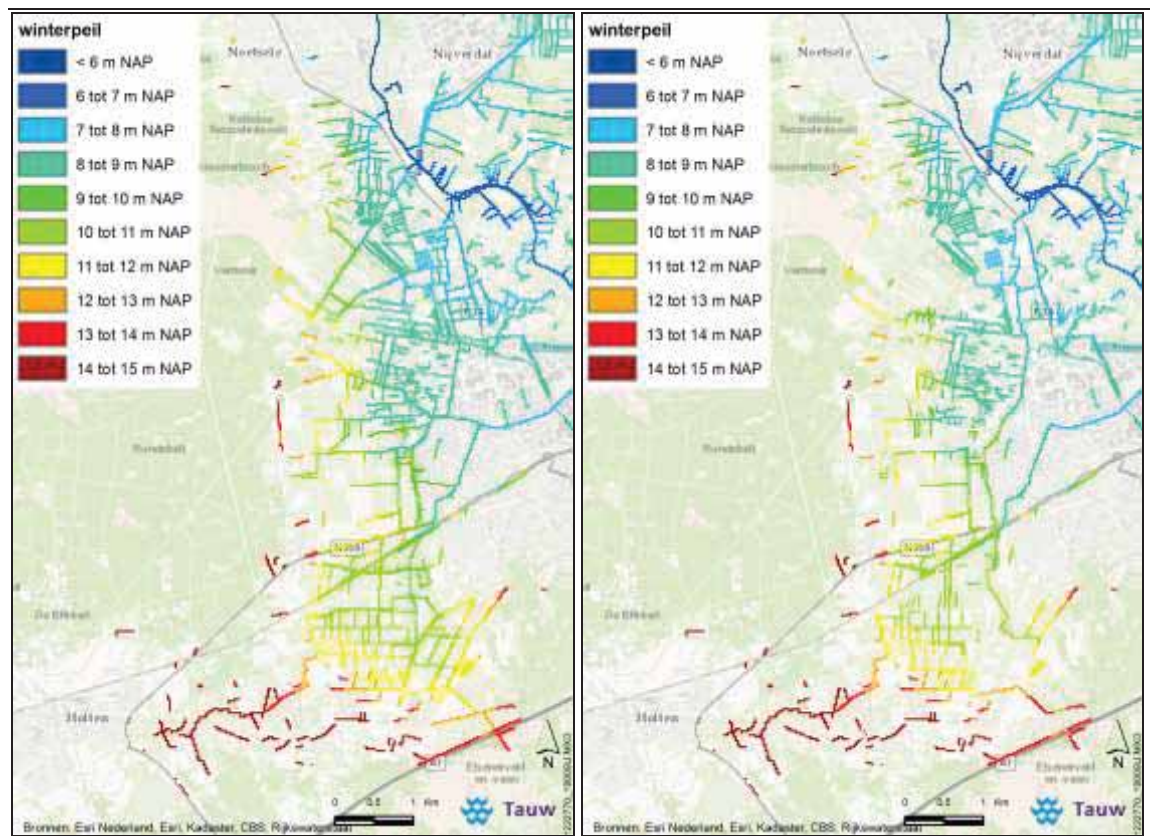 winterpeil
< 6 m NAP
6 tot 7 m NAP
7 tot 8 m NAP
8 tot 9 m NAP
9 tot 10 m NAP
10 tot 11 m NAP
11 tot 12 m NAP
12 tot 13 m NAP
13 tot 14 m NAP
14 tot 15 m NAP
Noetsele
Nijverdal
Holten
0 0.5 1 Km
N
Tauw
Bronnen: Esri Nederland, Esri, Kadaster, CBS, Rijkswaterstaat
winterpeil
< 6 m NAP
6 tot 7 m NAP
7 tot 8 m NAP
8 tot 9 m NAP
9 tot 10 m NAP
10 tot 11 m NAP
11 tot 12 m NAP
12 tot 13 m NAP
13 tot 14 m NAP
14 tot 15 m NAP
Noetsele
Nijverdal
Holten
0 0.5 1 Km
N
Tauw
Bronnen: Esri Nederland, Esri, Kadaster, CBS, Rijkswaterstaat